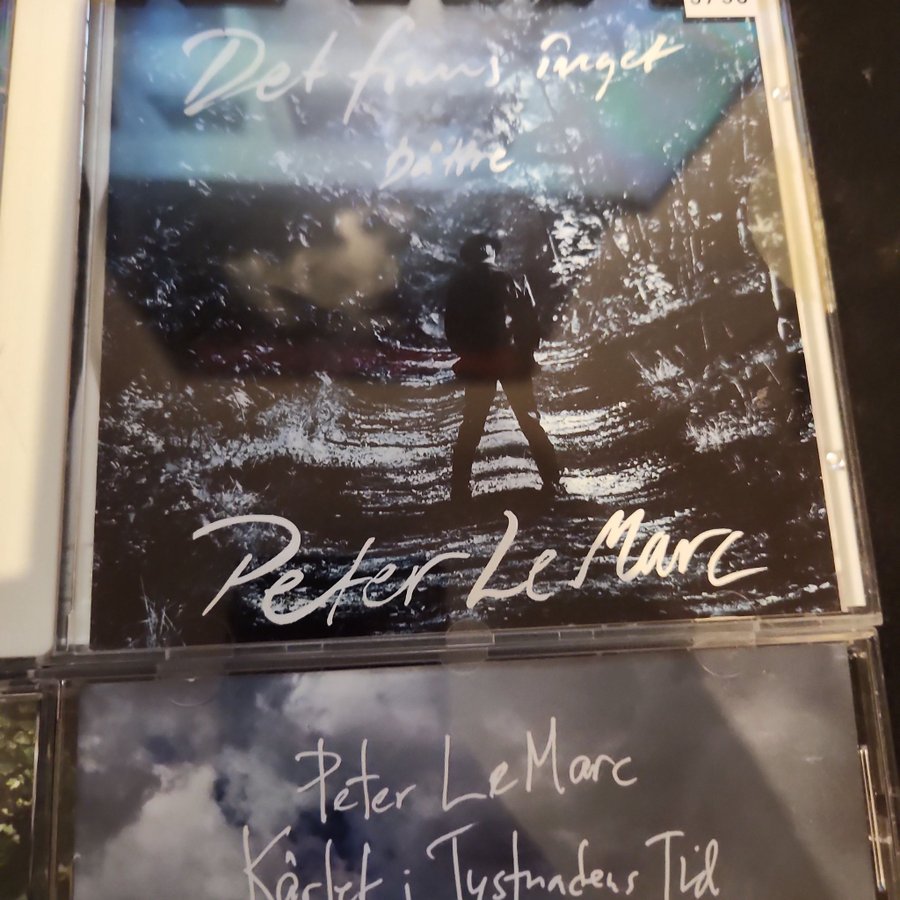 Det finns inget
bättre
Peter LeMarc
Peter LeMarc
Kärlek i Tystnadens Tid